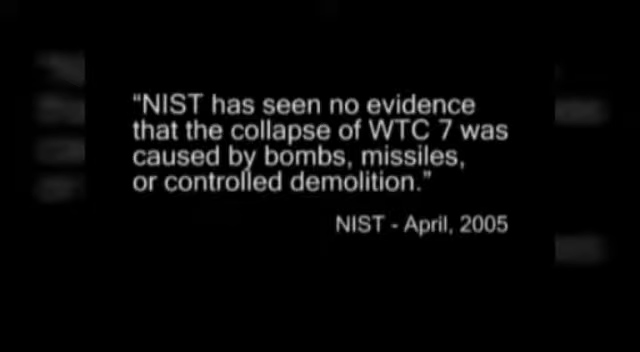 “NIST has seen no evidence
that the collapse of WTC 7 was
caused by bombs, missiles,
or controlled demolition.”
NIST - April, 2005